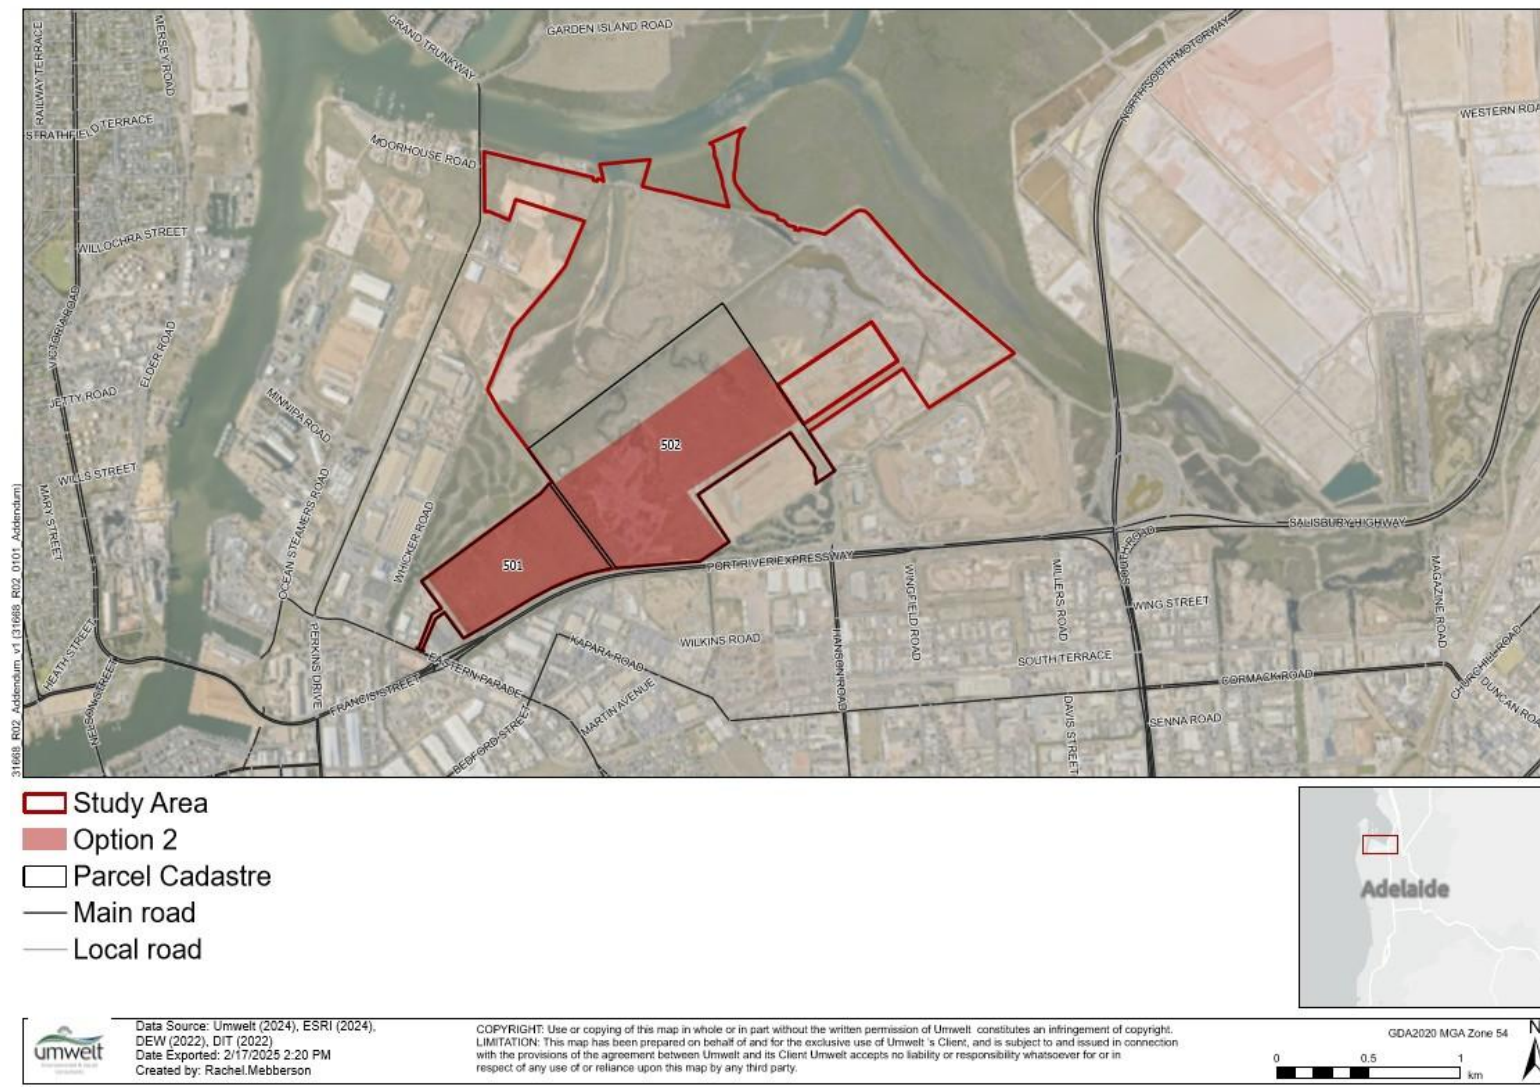 GRAND TRUNKWAY
GARDEN ISLAND ROAD
MERSEY ROAD
RAILWAY TERRACE
NORTH SOUTH MOTORWAY
WESTERN ROA
STRATHFIELD TERRACE
MOORHOUSE ROAD
WILLOCHRA STREET
VICTORIA ROAD
ELDER ROAD
JETTY ROAD
MINNIPA ROAD
WILLS STREET
MARY STREET
OCEAN STEAMERS ROAD
WHICKER ROAD
502
501
SALISBURY HIGHWAY
PORT RIVER EXPRESSWAY
SOUTH ROAD
WINGFIELD ROAD
MILLERS ROAD
MAGAZINE ROAD
WING STREET
HEATH STREET
NELSON STREET
PERKINS DRIVE
FRANCIS STREET
EASTERN PARADE
KAPARA ROAD
WILKINS ROAD
HANSON ROAD
SOUTH TERRACE
CORMACK ROAD
CHURCHILL ROAD
DUNCAN ROA
BEDFORD STREET
MARTIN AVENUE
DAVIS STREET
SENNA ROAD
31668_R02_Addendum_v1 (31668_R02_0101_Addendum)
Study Area
Option 2
Parcel Cadastre
Main road
Local road
Adelaide
umwelt
Data Source: Umwelt (2024), ESRI (2024),
DEW (2022), DIT (2022)
Date Exported: 2/17/2025 2:20 PM
Created by: Rachel.Mebberson
COPYRIGHT: Use or copying of this map in whole or in part without the written permission of Umwelt constitutes an infringement of copyright.
LIMITATION: This map has been prepared on behalf of and for the exclusive use of Umwelt 's Client, and is subject to and issued in connection
with the provisions of the agreement between Umwelt and its Client Umwelt accepts no liability or responsibility whatsoever for or in
respect of any use of or reliance upon this map by any third party.
GDA2020 MGA Zone 54
N
0 0.5 1
km